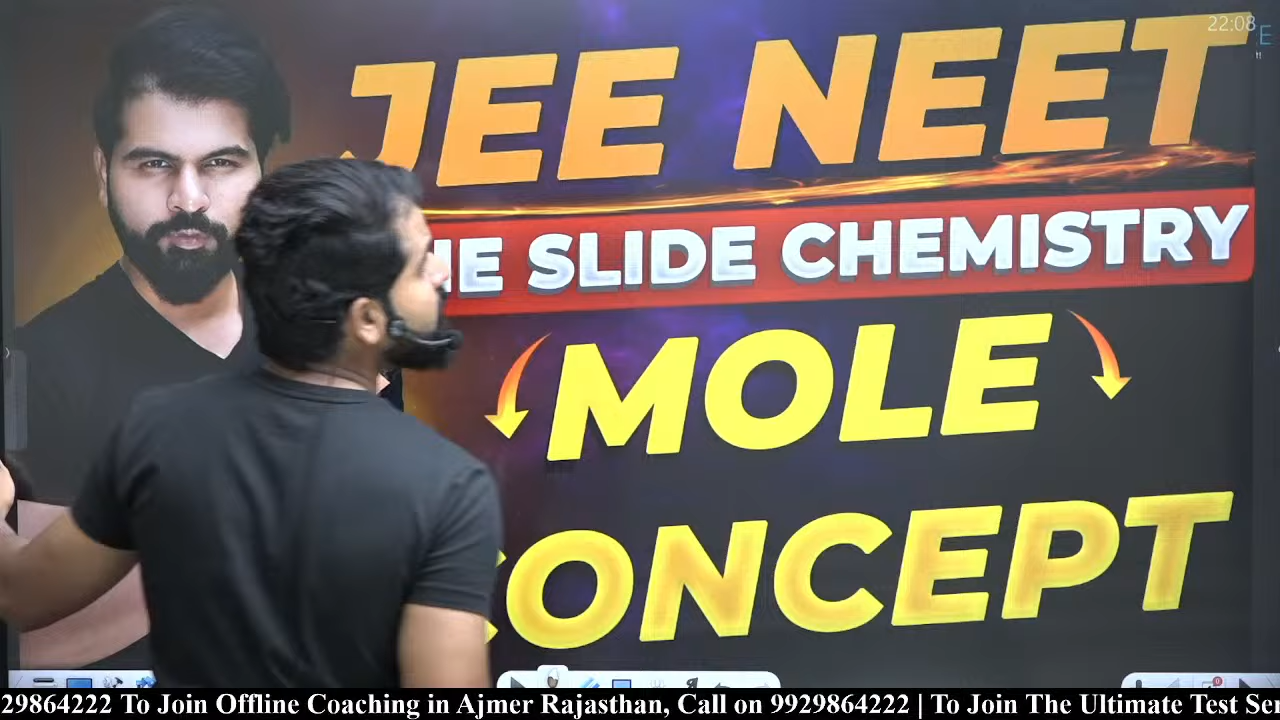 22:08
JEE NEET
E
SLIDE CHEMISTRY
MOLE
CONCEPT
29864222 To Join Offline Coaching in Ajmer Rajasthan, Call on 9929864222 | To Join The Ultimate Test Ser